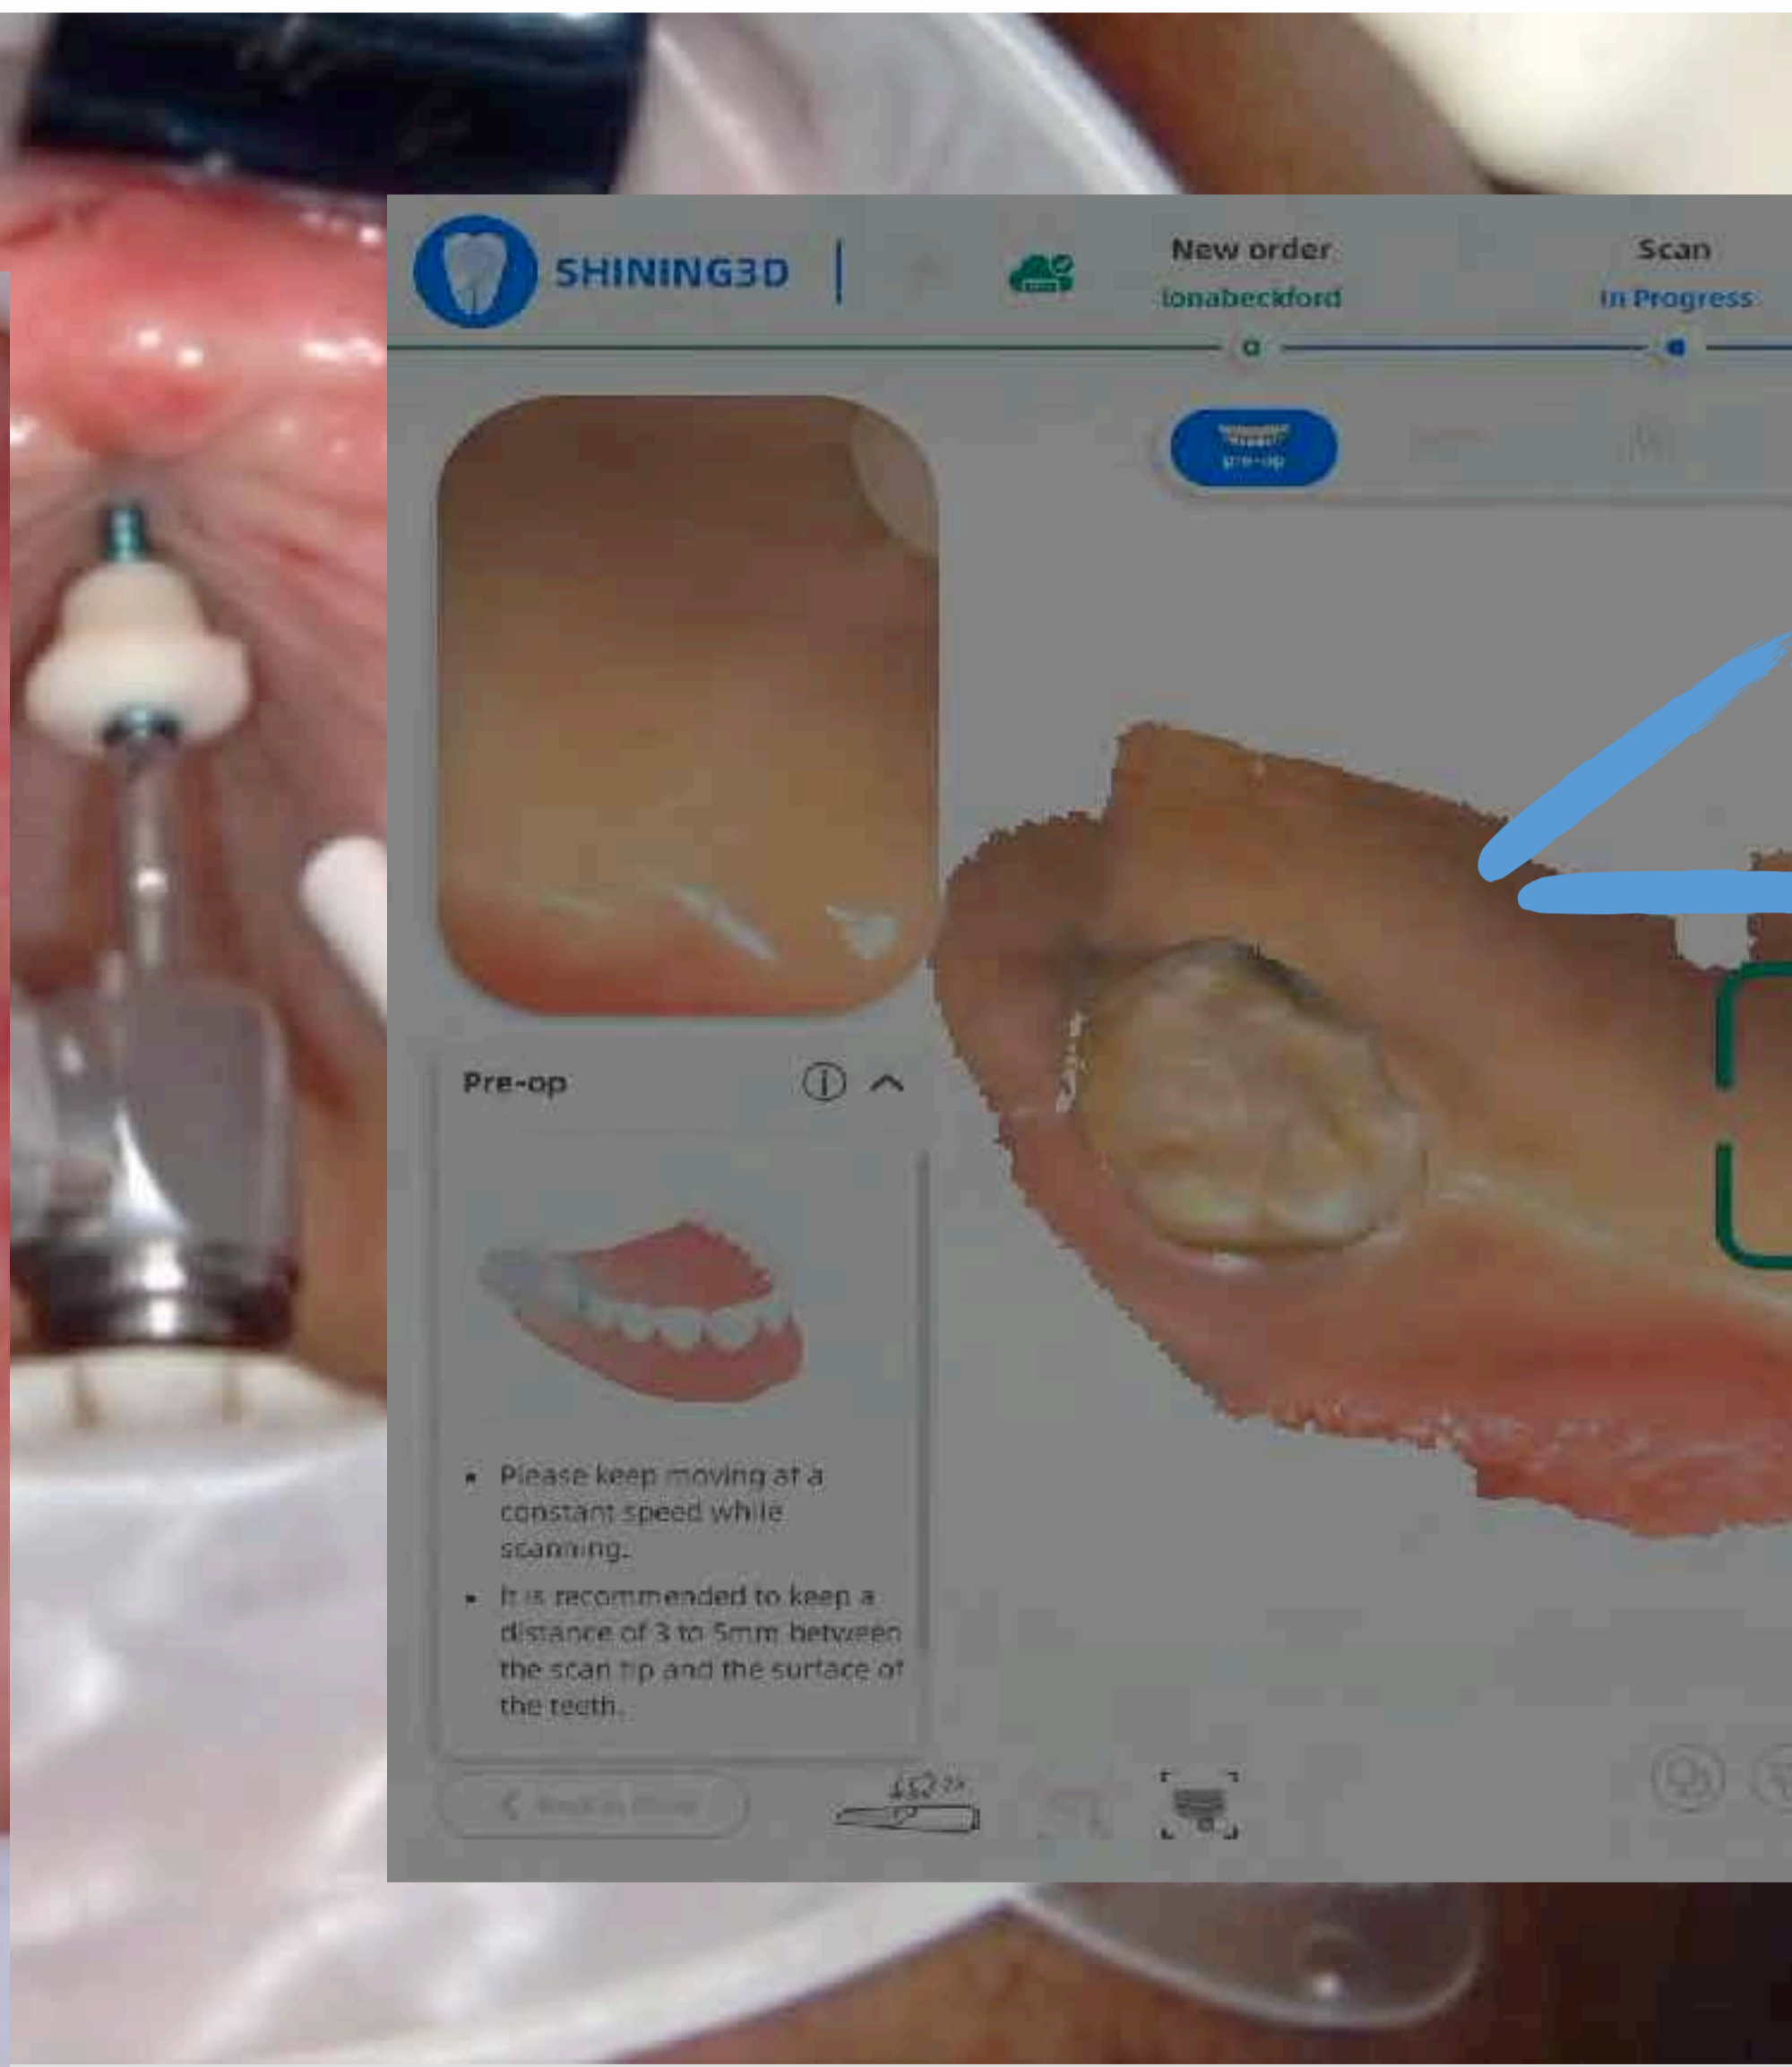 SHINING3D
New order
Scan
lonabeckford
In Progress
pre-op
Pre-op
• Please keep moving at a
constant speed while
scanning.
• It is recommended to keep a
distance of 3 to 5mm between
the scan tip and the surface of
the teeth.